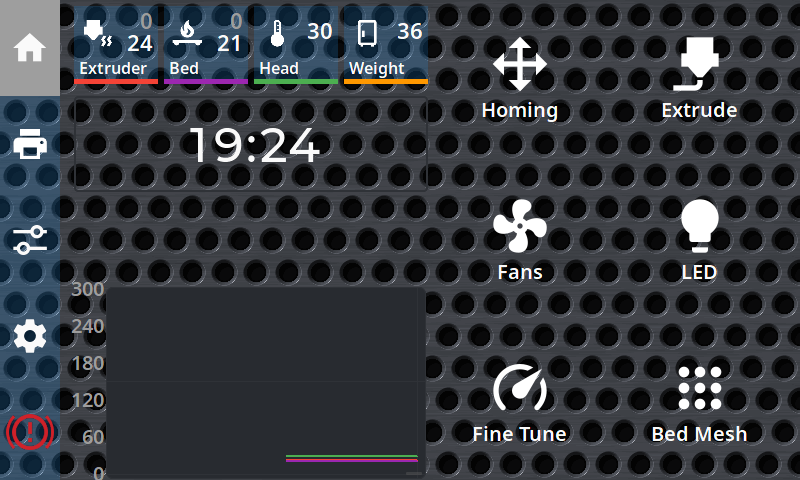 0 0 30 36
24 21
Extruder Bed Head Weight
19:24
Homing Extrude
Fans LED
300
240
180
120
60
0
Fine Tune Bed Mesh